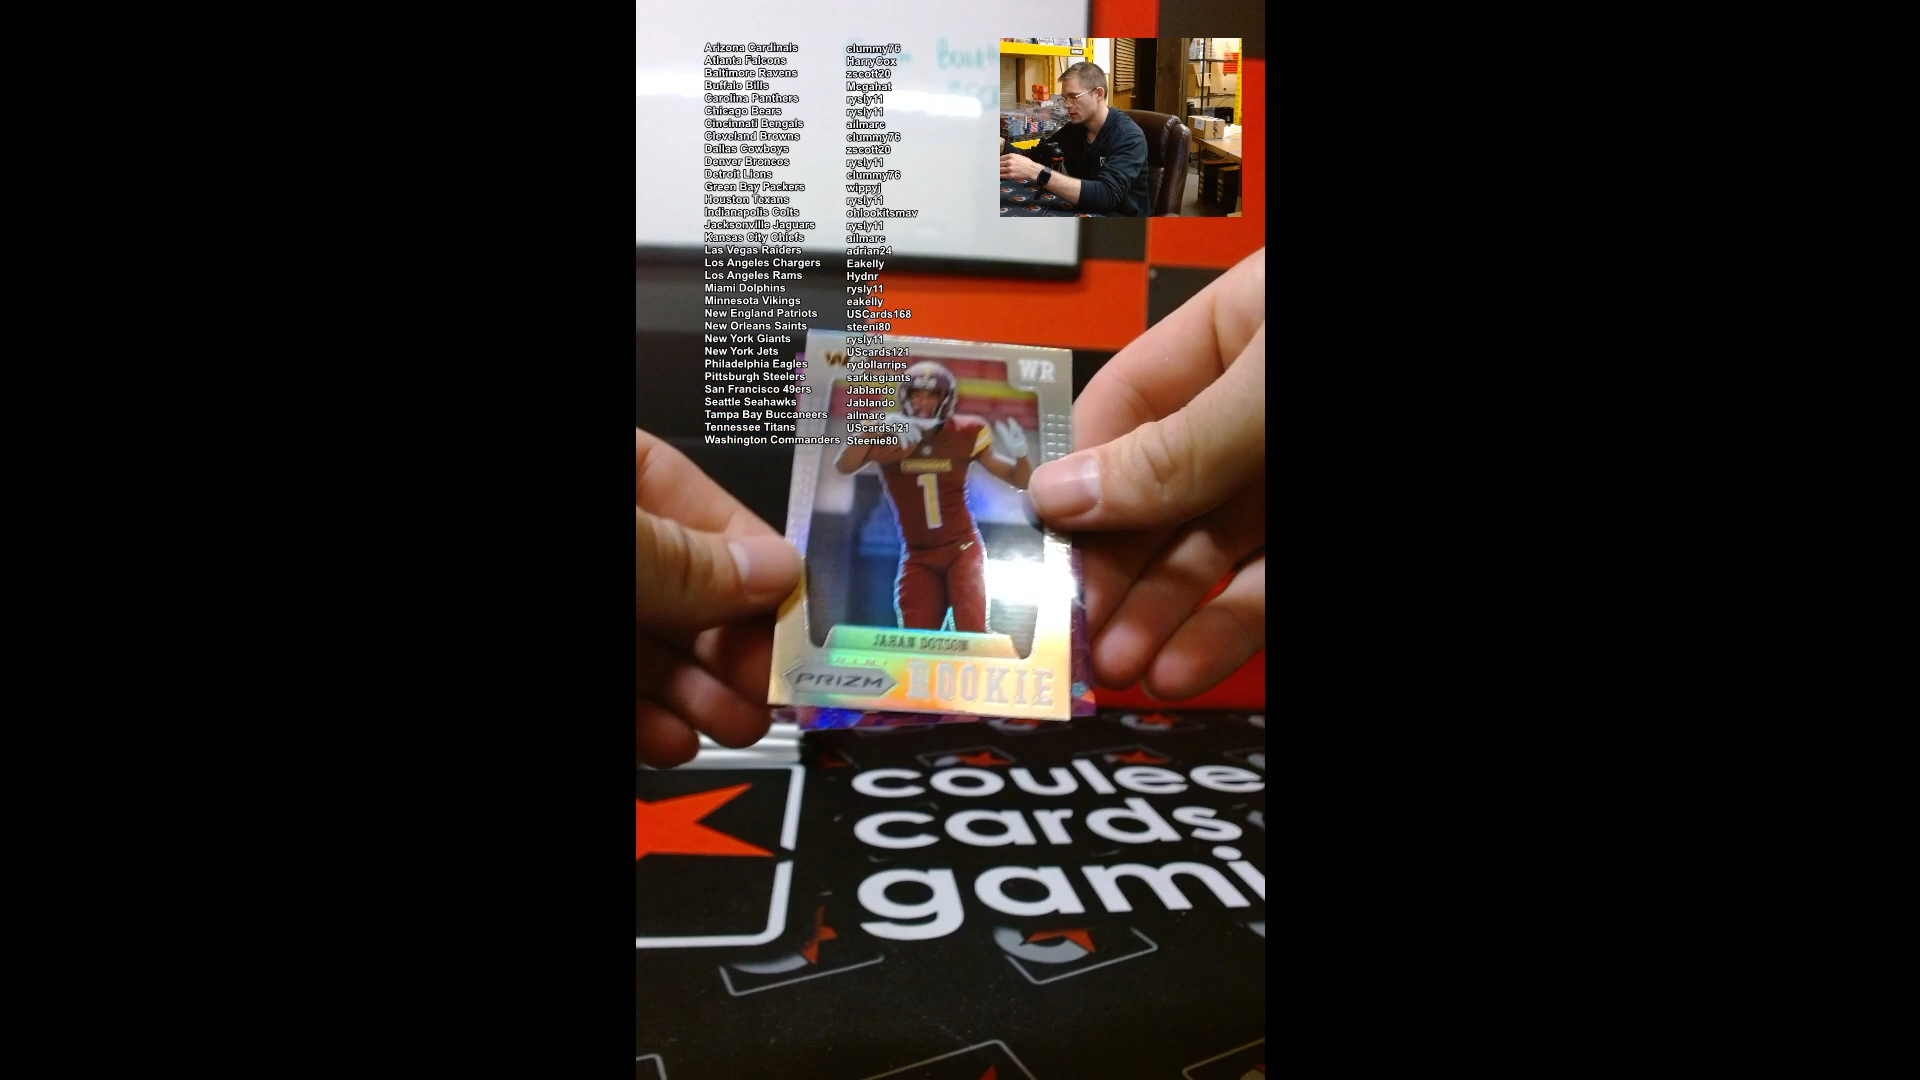 Arizona Cardinals clummy76
Atlanta Falcons HarryCox
Baltimore Ravens zscott20
Buffalo Bills Mcgahat
Carolina Panthers rysly11
Chicago Bears rysly11
Cincinnati Bengals ailmarc
Cleveland Browns clummy76
Dallas Cowboys zscott20
Denver Broncos rysly11
Detroit Lions clummy76
Green Bay Packers wippyj
Houston Texans rysly11
Indianapolis Colts ohlookitsmav
Jacksonville Jaguars rysly11
Kansas City Chiefs ailmarc
Las Vegas Raiders adrian24
Los Angeles Chargers Eakelly
Los Angeles Rams Hydnr
Miami Dolphins rysly11
Minnesota Vikings eakelly
New England Patriots USCards168
New Orleans Saints steeni80
New York Giants rysly11
New York Jets UScards121
Philadelphia Eagles rydollarrips
Pittsburgh Steelers sarkisgiants
San Francisco 49ers Jablando
Seattle Seahawks Jablando
Tampa Bay Buccaneers ailmarc
Tennessee Titans UScards121
Washington Commanders Steenie80
W WR
COMMANDERS
1
JAHAN DOTSON
PANINI
PRIZM ROOKIE
coulee
cards
gami